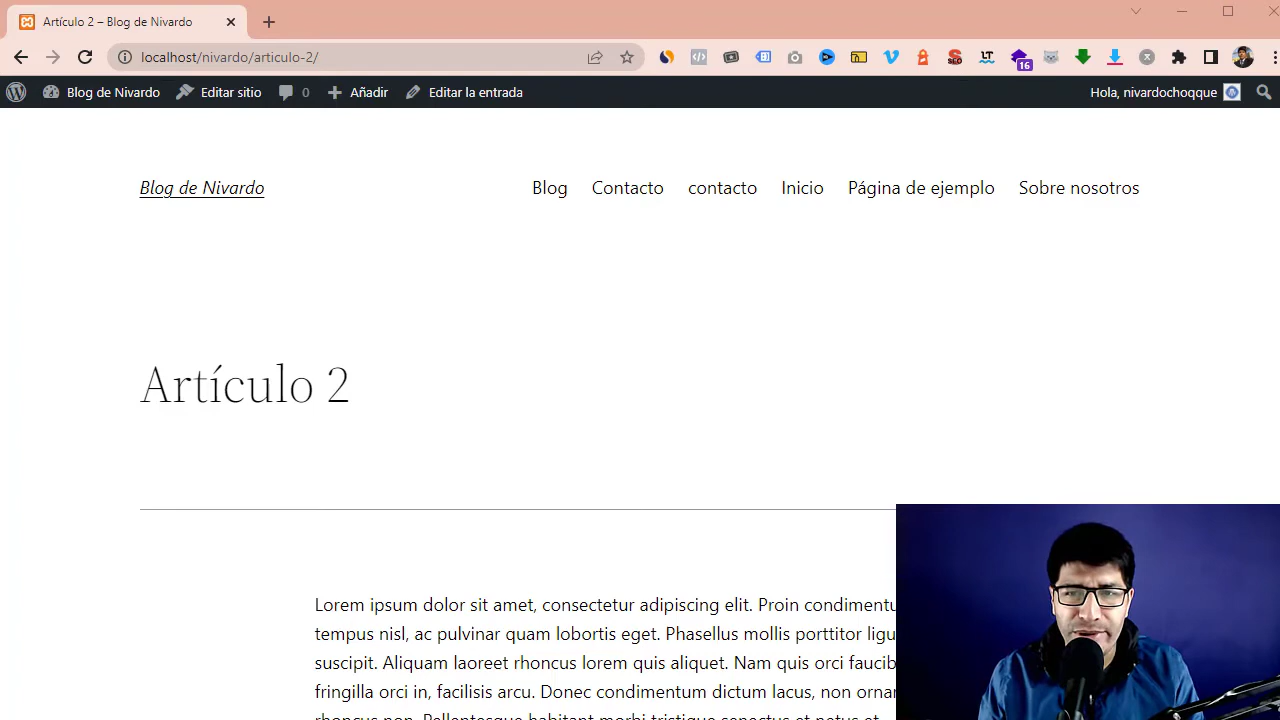 Artículo 2 – Blog de Nivardo
localhost/nivardo/articulo-2/
SEO
LT
16
Blog de Nivardo
Editar sitio
0
Añadir
Editar la entrada
Hola, nivardochoqque
Blog de Nivardo
Blog
Contacto
contacto
Inicio
Página de ejemplo
Sobre nosotros
Artículo 2
Lorem ipsum dolor sit amet, consectetur adipiscing elit. Proin condimentu
tempus nisl, ac pulvinar quam lobortis eget. Phasellus mollis porttitor ligu
suscipit. Aliquam laoreet rhoncus lorem quis aliquet. Nam quis orci faucib
fringilla orci in, facilisis arcu. Donec condimentum dictum lacus, non ornar
rhoncus non. Pellentesque habitant morbi tristique senectus et netus et